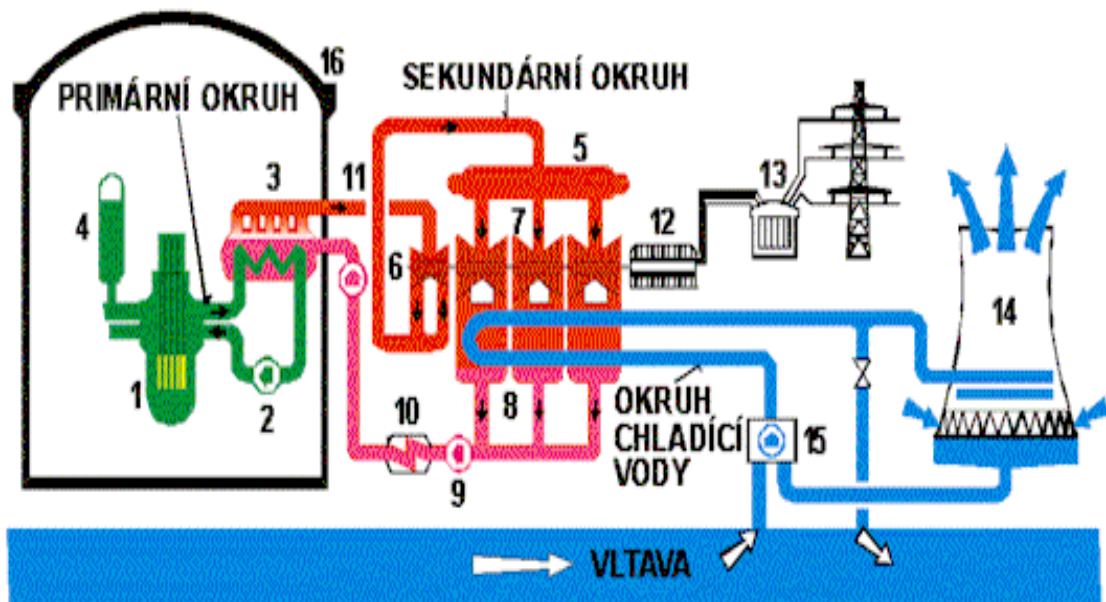 16
SEKUNDÁRNÍ OKRUH
PRIMÁRNÍ OKRUH
5
13
3
11
4
7
12
6
14
1
2
10
8
OKRUH
CHLADÍCÍ
VODY
15
9
VLTAVA